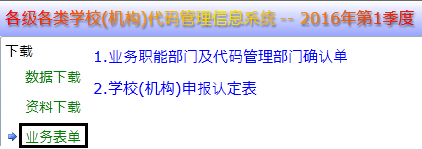 各级各类学校(机构)代码管理信息系统 -- 2016年第1季度
下载
数据下载
资料下载
业务表单
1.业务职能部门及代码管理部门确认单
2.学校(机构)申报认定表